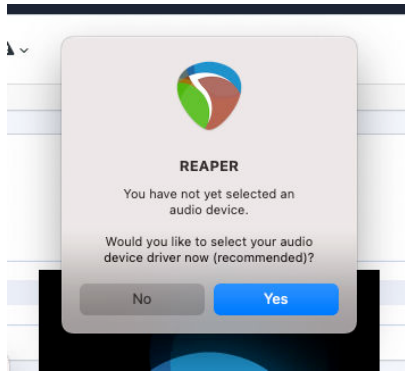 REAPER
You have not yet selected an
audio device.
Would you like to select your audio
device driver now (recommended)?
No
Yes